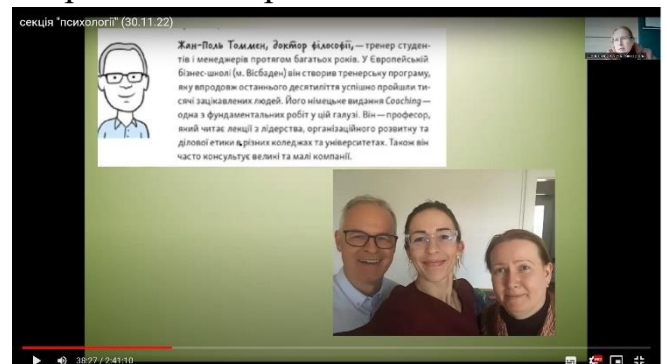 секція "психології" (30.11.22)
Жан-Поль Томмен, доктор філософії, — тренер студен-
тів і менеджерів протягом багатьох років. У Європейській
бізнес-школі (м. Вісбаден) він створив тренерську програму,
яку впродовж останнього десятиліття успішно пройшли ти-
сячі зацікавлених людей. Його німецьке видання Coaching —
одна з фундаментальних робіт у цій галузі. Він — професор,
який читає лекції з лідерства, організаційного розвитку та
ділової етики в різних коледжах та університетах. Також він
часто консультує великі та малі компанії.
38:27 / 2:41:10